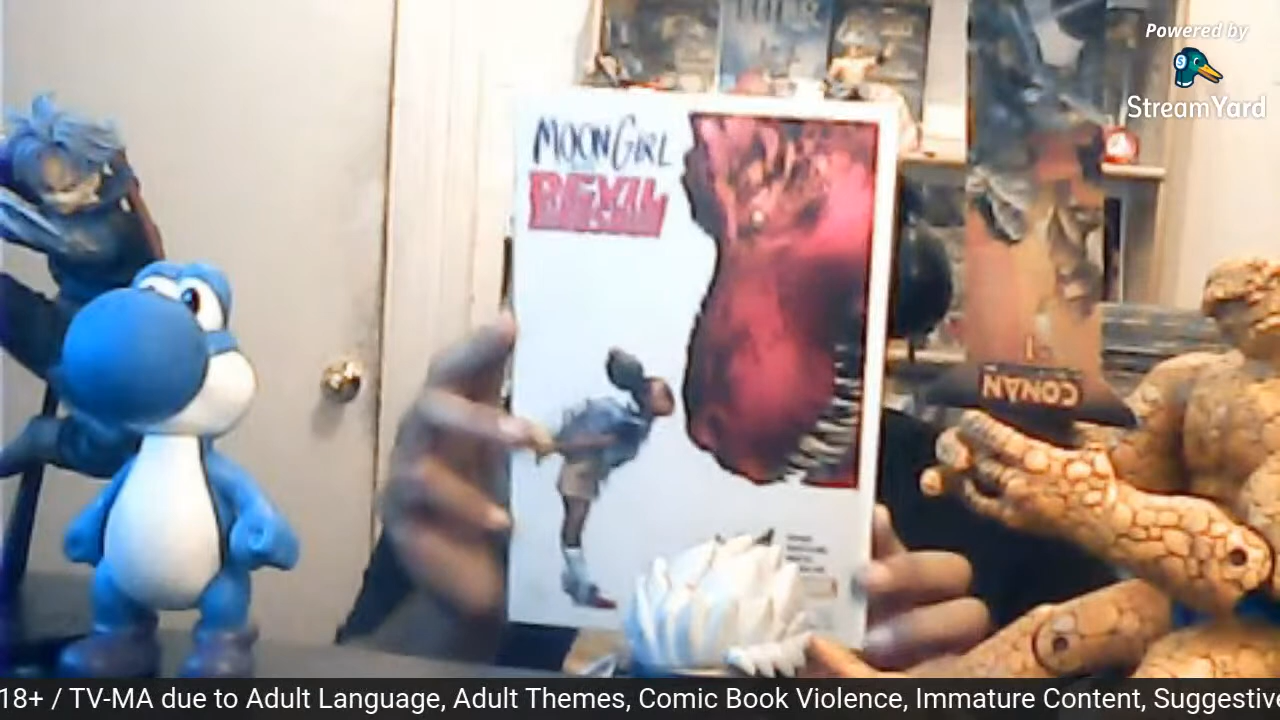 Powered by
StreamYard
MOON GIRL
DEVIL
CONAN
18+ / TV-MA due to Adult Language, Adult Themes, Comic Book Violence, Immature Content, Suggestive